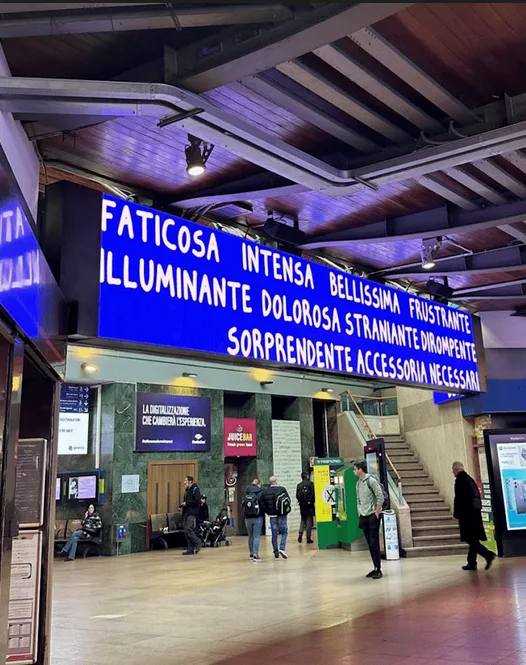 FATICOSA INTENSA BELLISSIMA FRUSTRANTE
ILLUMINANTE DOLOROSA STRANIANTE DIROMPENTE
SORPRENDENTE ACCESSORIA NECESSARI
LA DIGITALIZZAZIONE
CHE CAMBIERÀ L'ESPERIENZA.
JUICEBAR